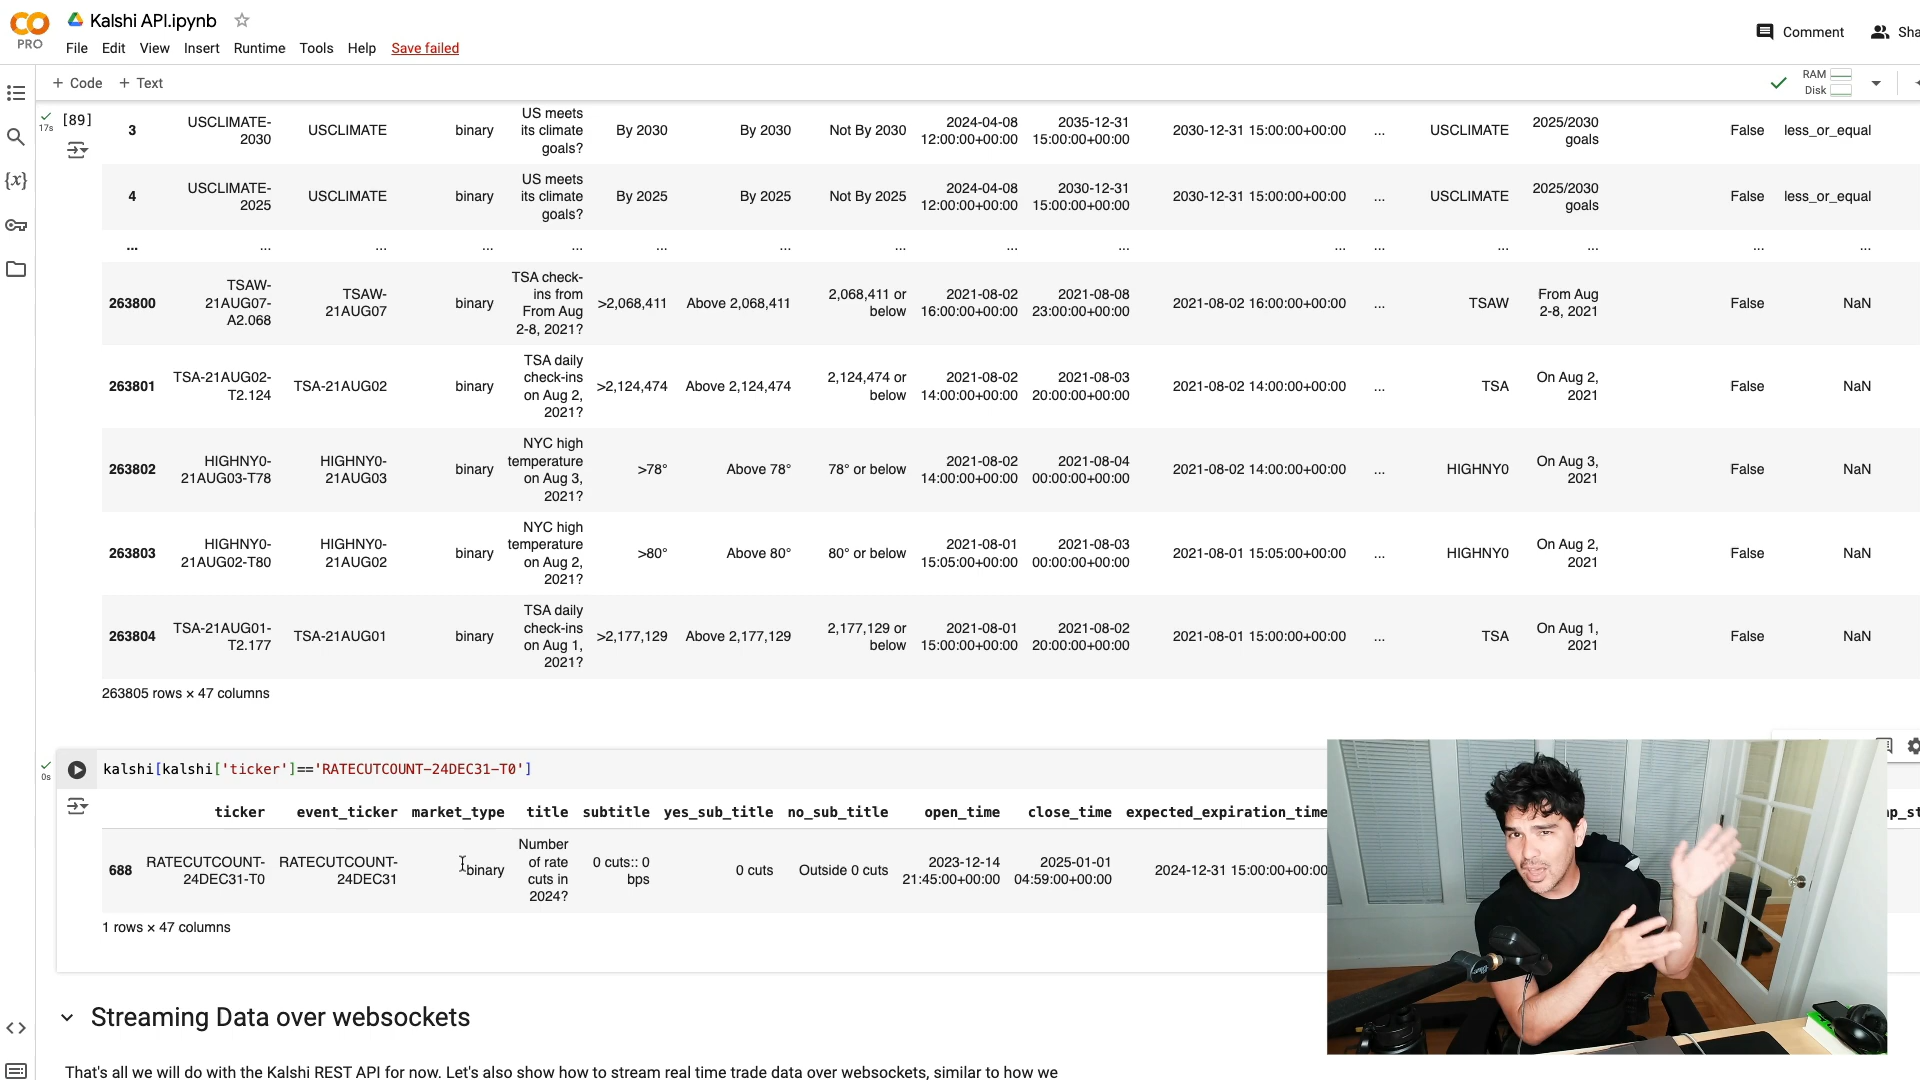 Kalshi API.ipynb
PRO
File Edit View Insert Runtime Tools Help Save failed
Comment
+ Code + Text
RAM
Disk
17s [89]
3 USCLIMATE-2030 USCLIMATE binary US meets its climate goals? By 2030 By 2030 Not By 2030 2024-04-08 12:00:00+00:00 2035-12-31 15:00:00+00:00 2030-12-31 15:00:00+00:00 ... USCLIMATE 2025/2030 goals False less_or_equal
4 USCLIMATE-2025 USCLIMATE binary US meets its climate goals? By 2025 By 2025 Not By 2025 2024-04-08 12:00:00+00:00 2030-12-31 15:00:00+00:00 2030-12-31 15:00:00+00:00 ... USCLIMATE 2025/2030 goals False less_or_equal
... ... ... ... ... ... ... ... ... ... ... ... ... ... ... ...
263800 TSAW-21AUG07-A2.068 TSAW-21AUG07 binary TSA check-ins from From Aug 2-8, 2021? >2,068,411 Above 2,068,411 2,068,411 or below 2021-08-02 16:00:00+00:00 2021-08-08 23:00:00+00:00 2021-08-02 16:00:00+00:00 ... TSAW From Aug 2-8, 2021 False NaN
263801 TSA-21AUG02-T2.124 TSA-21AUG02 binary TSA daily check-ins on Aug 2, 2021? >2,124,474 Above 2,124,474 2,124,474 or below 2021-08-02 14:00:00+00:00 2021-08-03 20:00:00+00:00 2021-08-02 14:00:00+00:00 ... TSA On Aug 2, 2021 False NaN
263802 HIGHNY0-21AUG03-T78 HIGHNY0-21AUG03 binary NYC high temperature on Aug 3, 2021? >78° Above 78° 78° or below 2021-08-02 14:00:00+00:00 2021-08-04 00:00:00+00:00 2021-08-02 14:00:00+00:00 ... HIGHNY0 On Aug 3, 2021 False NaN
263803 HIGHNY0-21AUG02-T80 HIGHNY0-21AUG02 binary NYC high temperature on Aug 2, 2021? >80° Above 80° 80° or below 2021-08-01 15:05:00+00:00 2021-08-03 00:00:00+00:00 2021-08-01 15:05:00+00:00 ... HIGHNY0 On Aug 2, 2021 False NaN
263804 TSA-21AUG01-T2.177 TSA-21AUG01 binary TSA daily check-ins on Aug 1, 2021? >2,177,129 Above 2,177,129 2,177,129 or below 2021-08-01 15:00:00+00:00 2021-08-02 20:00:00+00:00 2021-08-01 15:00:00+00:00 ... TSA On Aug 1, 2021 False NaN
263805 rows × 47 columns
0s kalshi[kalshi['ticker']=='RATECUTCOUNT-24DEC31-T0']
ticker event_ticker market_type title subtitle yes_sub_title no_sub_title open_time close_time expected_expiration_time
688 RATECUTCOUNT-24DEC31-T0 RATECUTCOUNT-24DEC31 binary Number of rate cuts in 2024? 0 cuts:: 0 bps 0 cuts Outside 0 cuts 2023-12-14 21:45:00+00:00 2025-01-01 04:59:00+00:00 2024-12-31 15:00:00+00:00
1 rows × 47 columns
Streaming Data over websockets
That's all we will do with the Kalshi REST API for now. Let's also show how to stream real time trade data over websockets, similar to how we